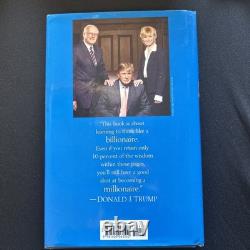 "This book is about
learning to think like a
billionaire.
Even if you return only
10 percent of the wisdom
within these pages,
you'll still have a good
shot at becoming a
millionaire."
—DONALD J. TRUMP